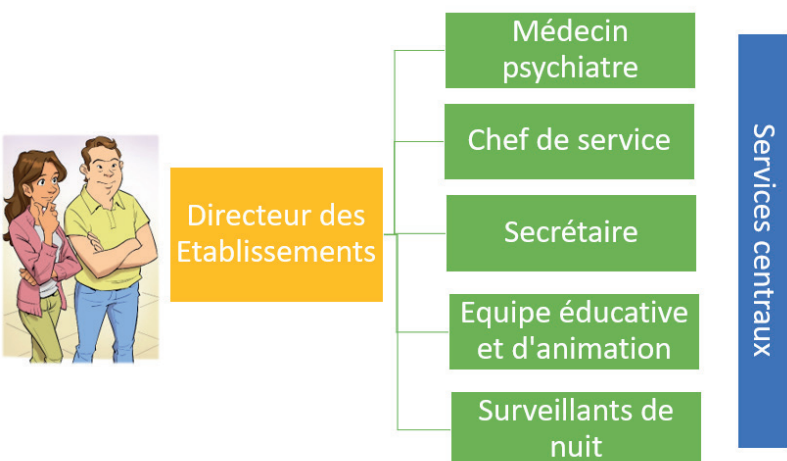 Médecin
psychiatre
Chef de service
Directeur des
Etablissements
Secrétaire
Equipe éducative
et d'animation
Surveillants de
nuit
Services centraux